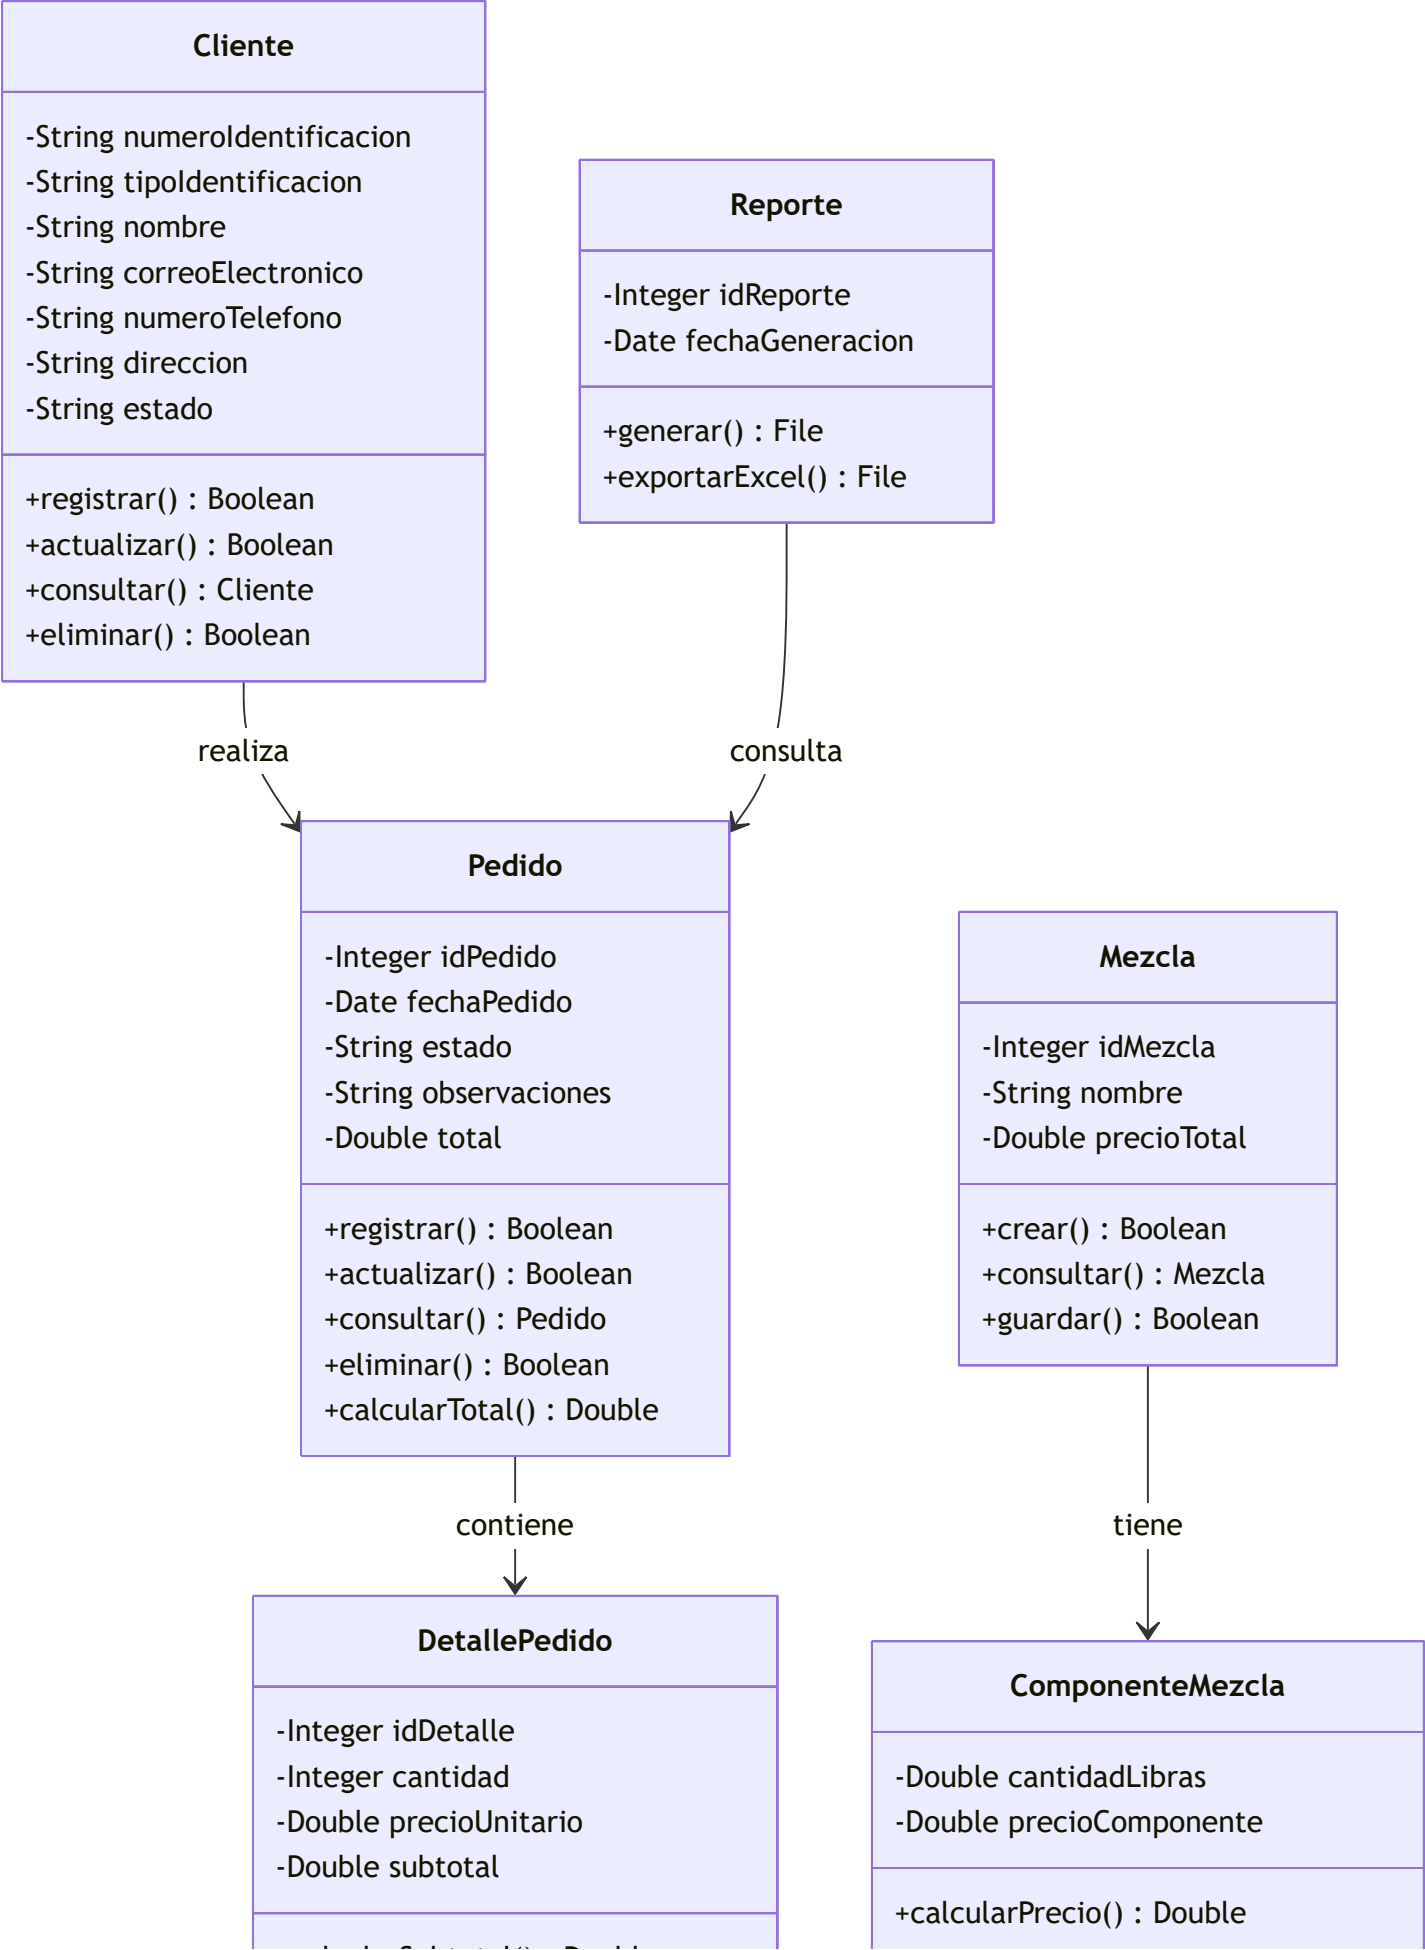 Cliente
-String numeroIdentificacion
-String tipoIdentificacion
-String nombre
-String correoElectronico
-String numeroTelefono
-String direccion
-String estado
+registrar() : Boolean
+actualizar() : Boolean
+consultar() : Cliente
+eliminar() : Boolean
Reporte
-Integer idReporte
-Date fechaGeneracion
+generar() : File
+exportarExcel() : File
realiza
consulta
Pedido
-Integer idPedido
-Date fechaPedido
-String estado
-String observaciones
-Double total
+registrar() : Boolean
+actualizar() : Boolean
+consultar() : Pedido
+eliminar() : Boolean
+calcularTotal() : Double
Mezcla
-Integer idMezcla
-String nombre
-Double precioTotal
+crear() : Boolean
+consultar() : Mezcla
+guardar() : Boolean
contiene
tiene
DetallePedido
-Integer idDetalle
-Integer cantidad
-Double precioUnitario
-Double subtotal
ComponenteMezcla
-Double cantidadLibras
-Double precioComponente
+calcularPrecio() : Double